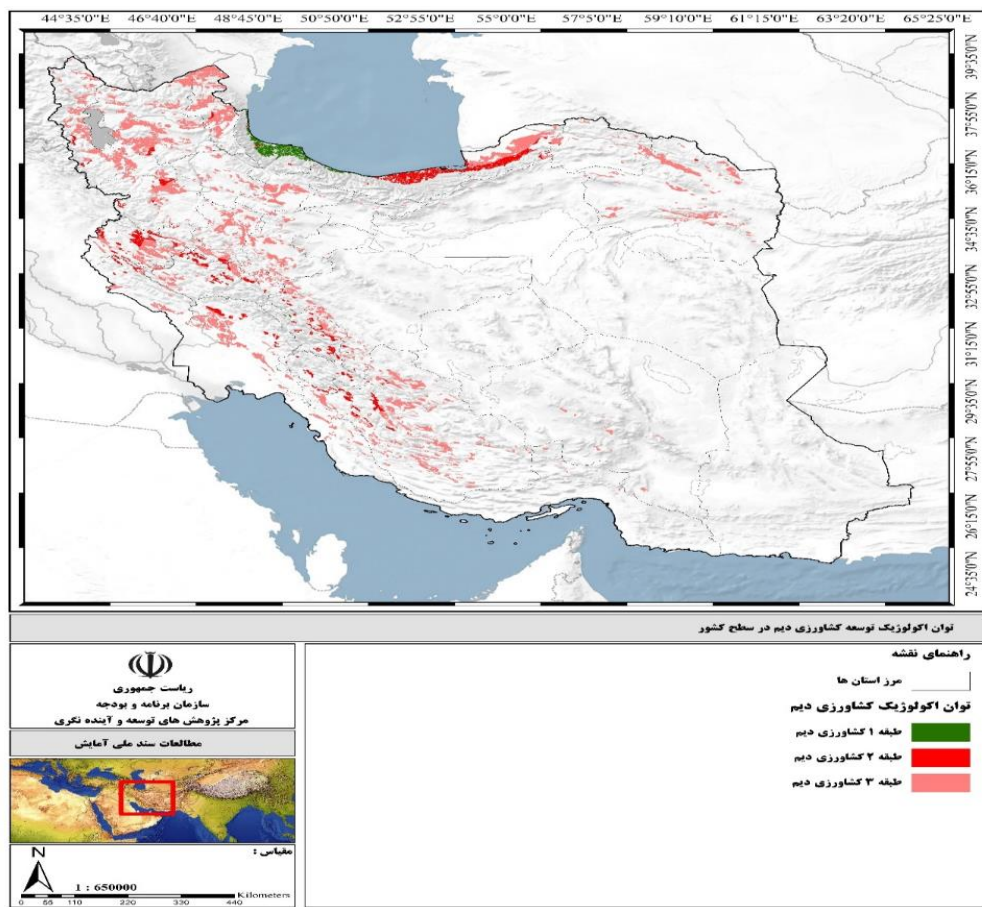 44°35'0"E 46°40'0"E 48°45'0"E 50°50'0"E 52°55'0"E 55°0'0"E 57°5'0"E 59°10'0"E 61°15'0"E 63°20'0"E 65°25'0"E
39°35'0"N
37°55'0"N
36°15'0"N
34°35'0"N
32°55'0"N
31°15'0"N
29°35'0"N
27°55'0"N
26°15'0"N
24°35'0"N
توان اکولوژیک توسعه کشاورزی دیم در سطح کشور
راهنمای نقشه
مرز استان ها
توان اکولوژیک کشاورزی دیم
طبقه ۱ کشاورزی دیم
طبقه ۲ کشاورزی دیم
طبقه ۳ کشاورزی دیم
ریاست جمهوری
سازمان برنامه و بودجه
مرکز پژوهش های توسعه و آینده نگری
مطالعات سند ملی آمایش
مقیاس :
N
1 : 650000
Kilometers
0 55 110 220 330 440